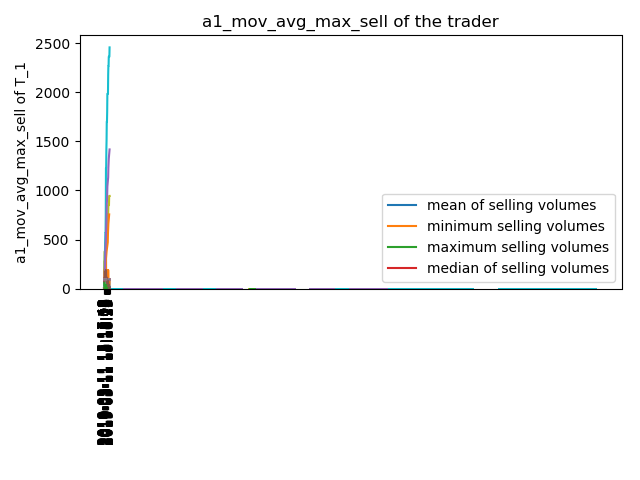 a1_mov_avg_max_sell of the trader
a1_mov_avg_max_sell of T_1
2500
2000
1500
1000
500
0
mean of selling volumes
minimum selling volumes
maximum selling volumes
median of selling volumes